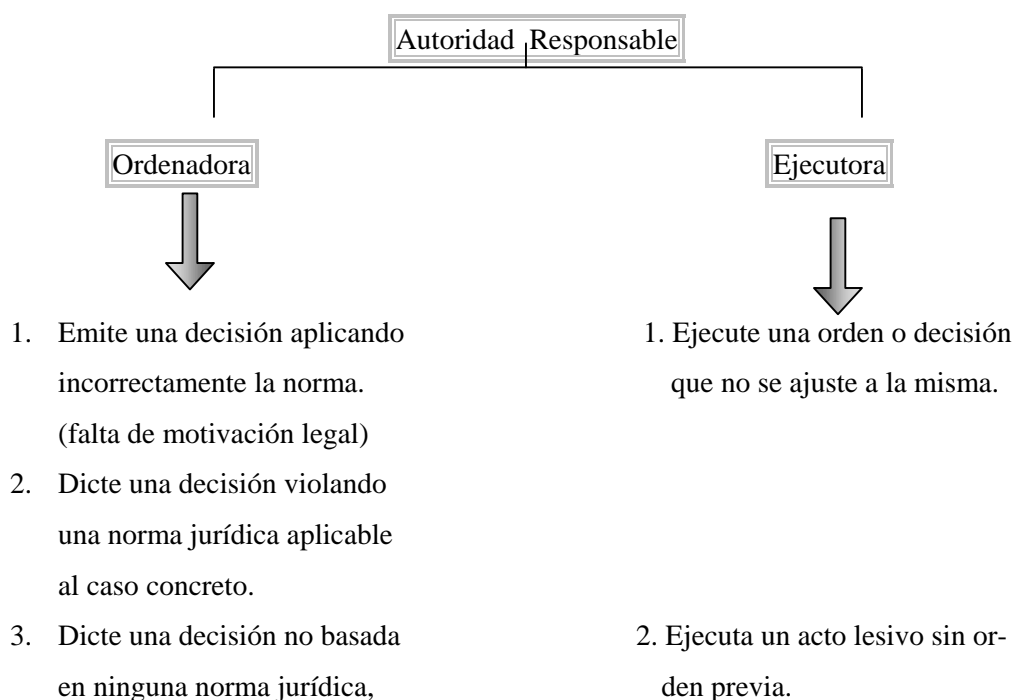 Autoridad Responsable
Ordenadora
Ejecutora
1. Emite una decisión aplicando
incorrectamente la norma.
(falta de motivación legal)
2. Dicte una decisión violando
una norma jurídica aplicable
al caso concreto.
3. Dicte una decisión no basada
en ninguna norma jurídica,
1. Ejecute una orden o decisión
que no se ajuste a la misma.
2. Ejecuta un acto lesivo sin or-
den previa.